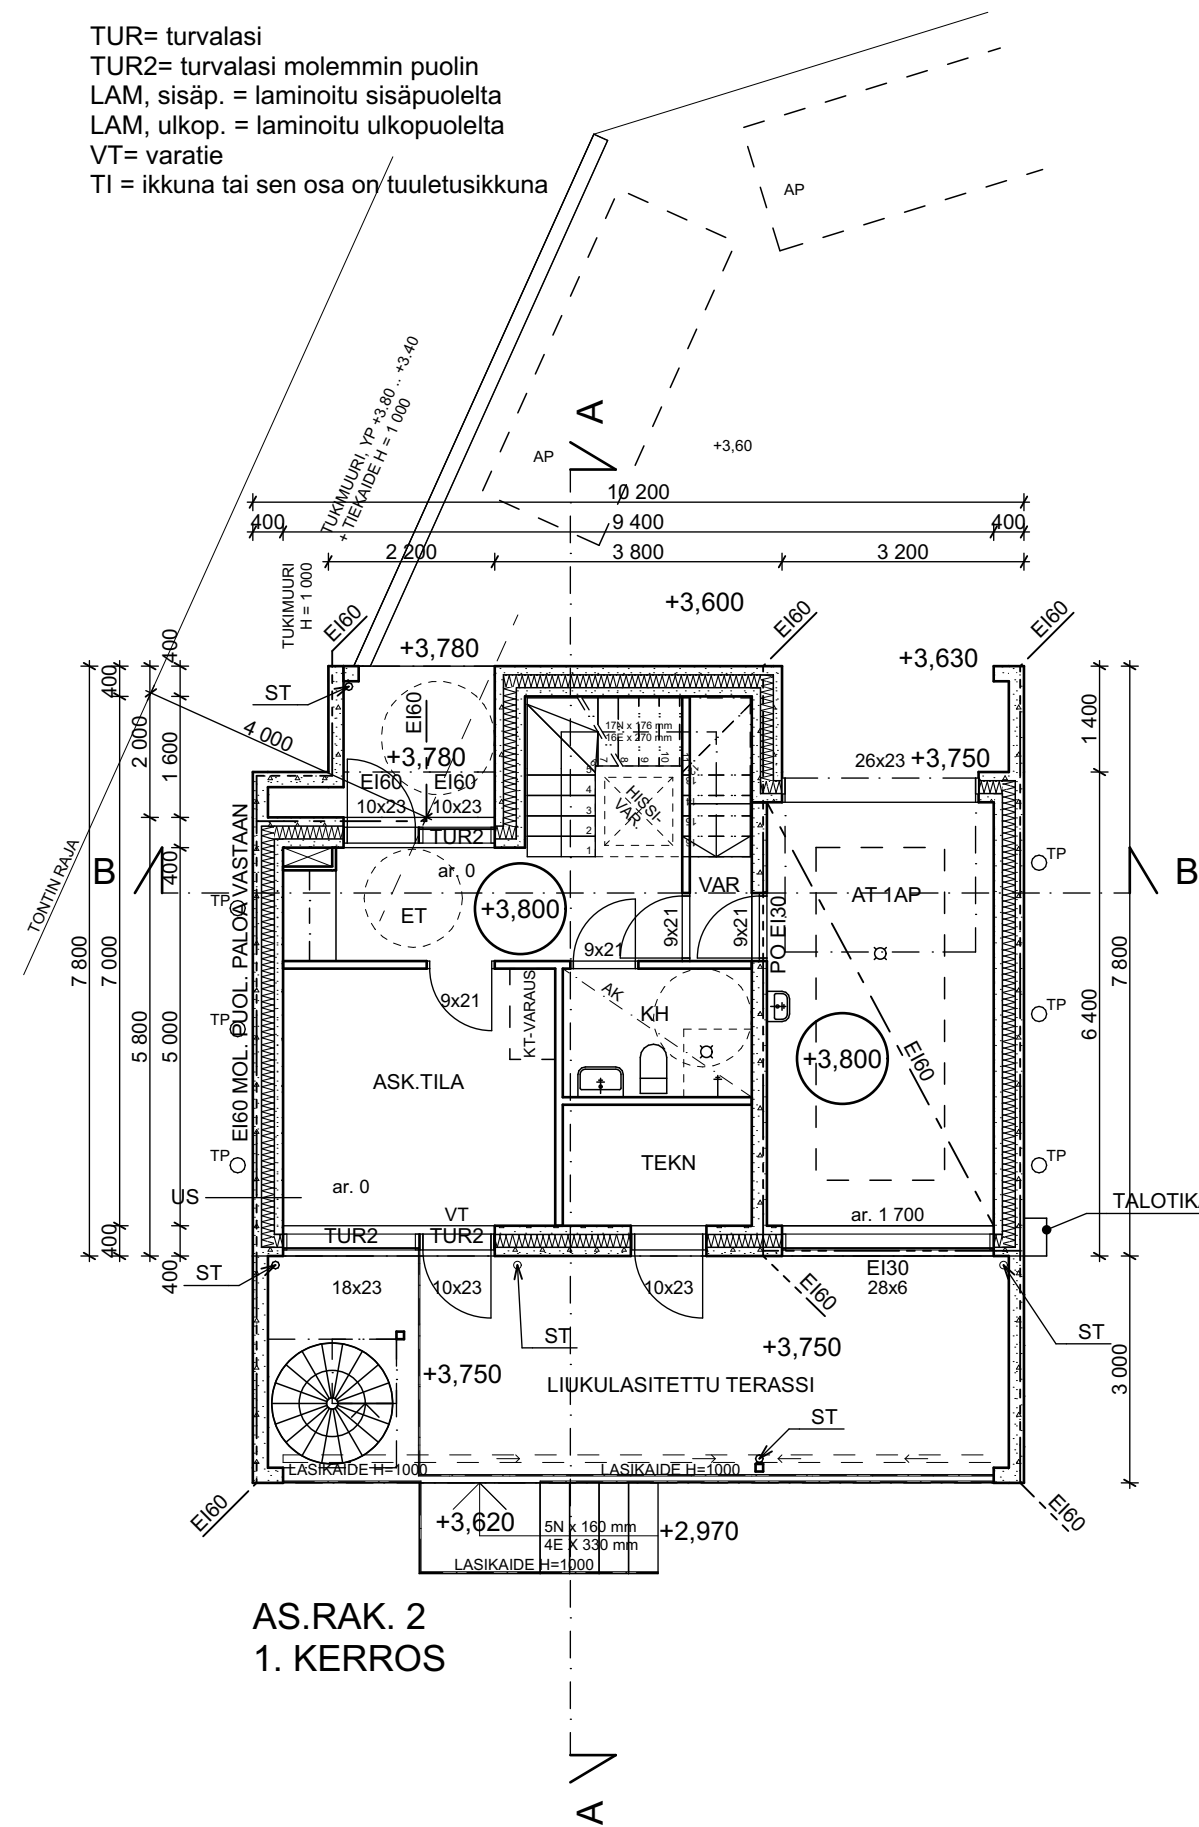 TUR= turvalasi
TUR2= turvalasi molemmin puolin
LAM, sisäp. = laminoitu sisäpuolelta
LAM, ulkop. = laminoitu ulkopuolelta
VT= varatie
TI = ikkuna tai sen osa on tuuletusikkuna
AP
TUKIMUURI, YP +3.80 .. +3.40
+ TIEKAIDE H = 1 000
A
AP
+3,60
10 200
400
9 400
400
2 200
3 800
3 200
TUKIMUURI
H = 1 000
EI60
+3,600
EI60
EI60
+3,780
+3,630
ST
400
400
2 000
1 600
4 000
EI60
+3,780
EI60
EI60
10x23
10x23
TUR2
17N x 176 mm
16E x 270 mm
HISSI
VAR.
1
2
3
4
5
7
8
9
10
26x23
+3,750
1 400
TONTIN RAJA
B
B
400
TP
ar. 0
ET
+3,800
VAR
AT 1AP
TP
9x21
9x21
9x21
PO EI30
7 800
7 000
5 800
5 000
EI60 MOL. PUOL. PALOA VASTAAN
TP
9x21
KT-VARAUS
AK
KH
TP
7 800
6 400
ASK.TILA
+3,800
EI60
TP
TEKN
TP
US
ar. 0
VT
ar. 1 700
TALOTIK
TUR2
TUR2
400
400
ST
18x23
10x23
10x23
EI60
EI30
28x6
ST
+3,750
ST
+3,750
LIUKULASITETTU TERASSI
3 000
ST
LASIKAIDE H=1000
LASIKAIDE H=1000
EI60
EI60
+3,620
5N x 160 mm
4E X 330 mm
+2,970
LASIKAIDE H=1000
AS.RAK. 2
1. KERROS
A